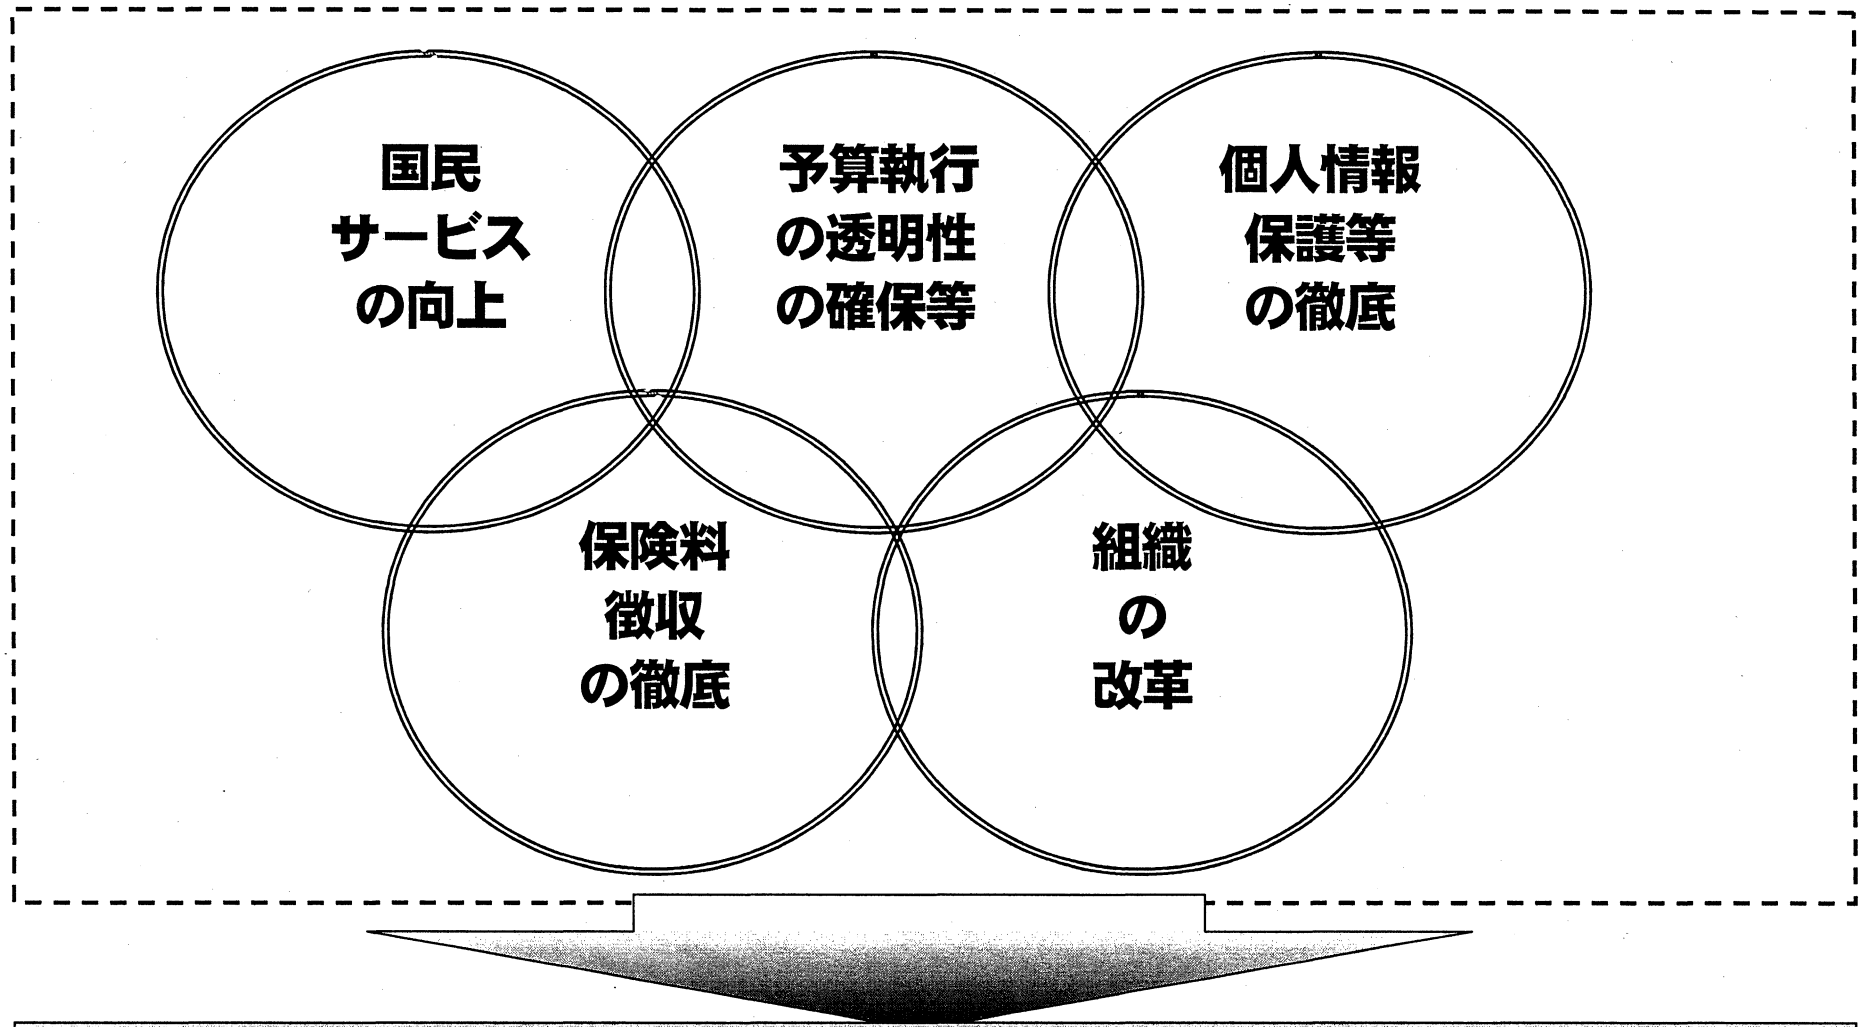 国民
サービス
の向上
予算執行
の透明性
の確保等
個人情報
保護等
の徹底
保険料
徴収
の徹底
組織
の
改革